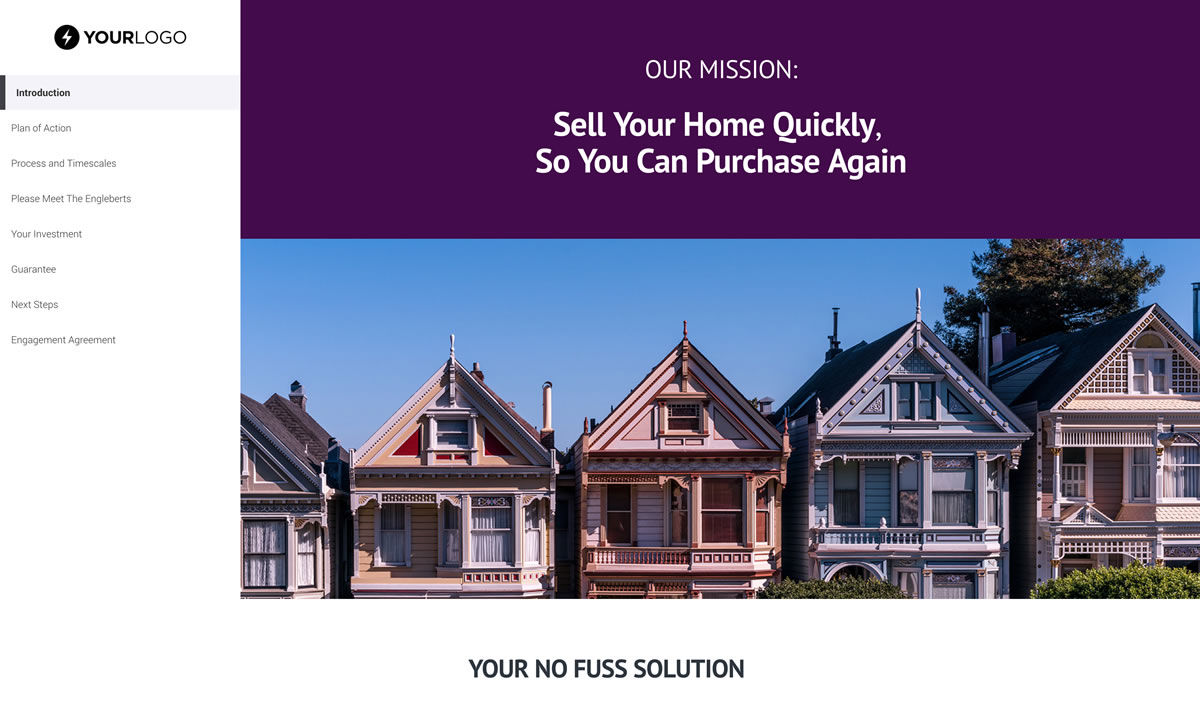 YOURLOGO
Introduction
Plan of Action
Process and Timescales
Please Meet The Engleberts
Your Investment
Guarantee
Next Steps
Engagement Agreement
OUR MISSION:
Sell Your Home Quickly,
So You Can Purchase Again
YOUR NO FUSS SOLUTION